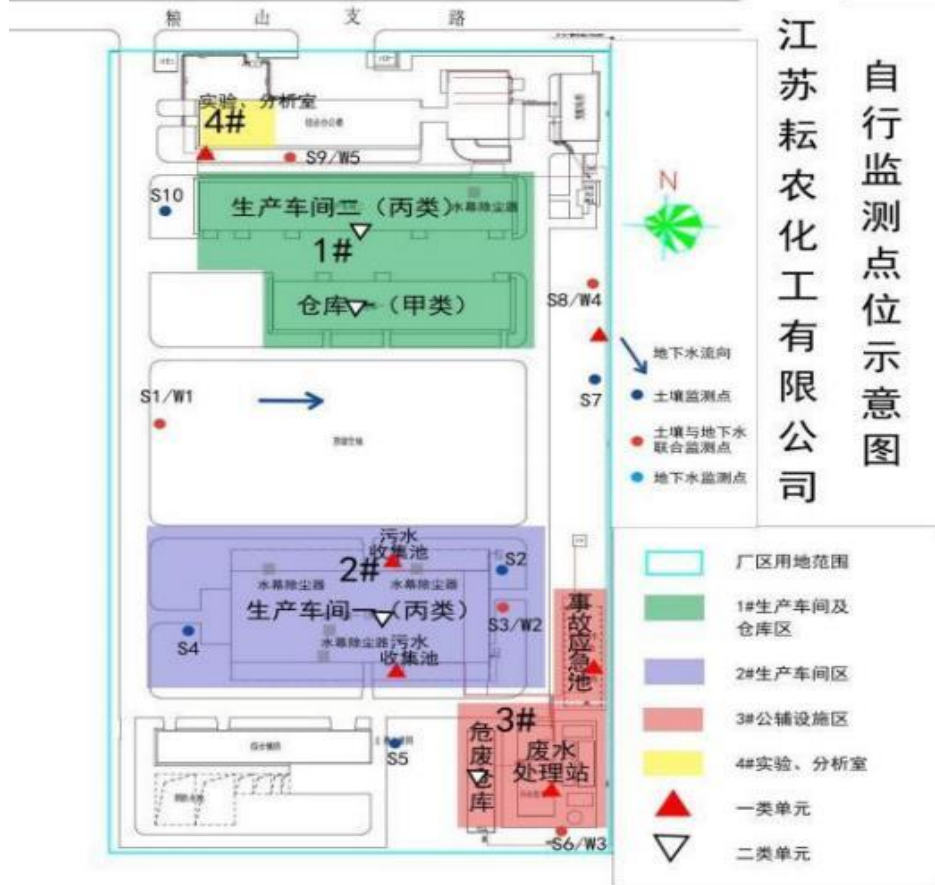 粮山支路
江苏耘农化工有限公司
自行监测点位示意图
实验、分析室
4#
综合办公楼
S9/W5
S10
生产车间二（丙类）
水幕除尘器
1#
仓库一（甲类）
N
S8/W4
S7
地下水流向
土壤监测点
土壤与地下水
联合监测点
地下水监测点
S1/W1
污水
收集池
2#
水幕除尘器
水幕除尘器
S2
生产车间一（丙类）
S3/W2
S4
水幕除尘器
污水
收集池
事故应急池
3#
危废仓库
废水
处理站
S5
S6/W3
厂区用地范围
1#生产车间及
仓库区
2#生产车间区
3#公辅设施区
4#实验、分析室
一类单元
二类单元